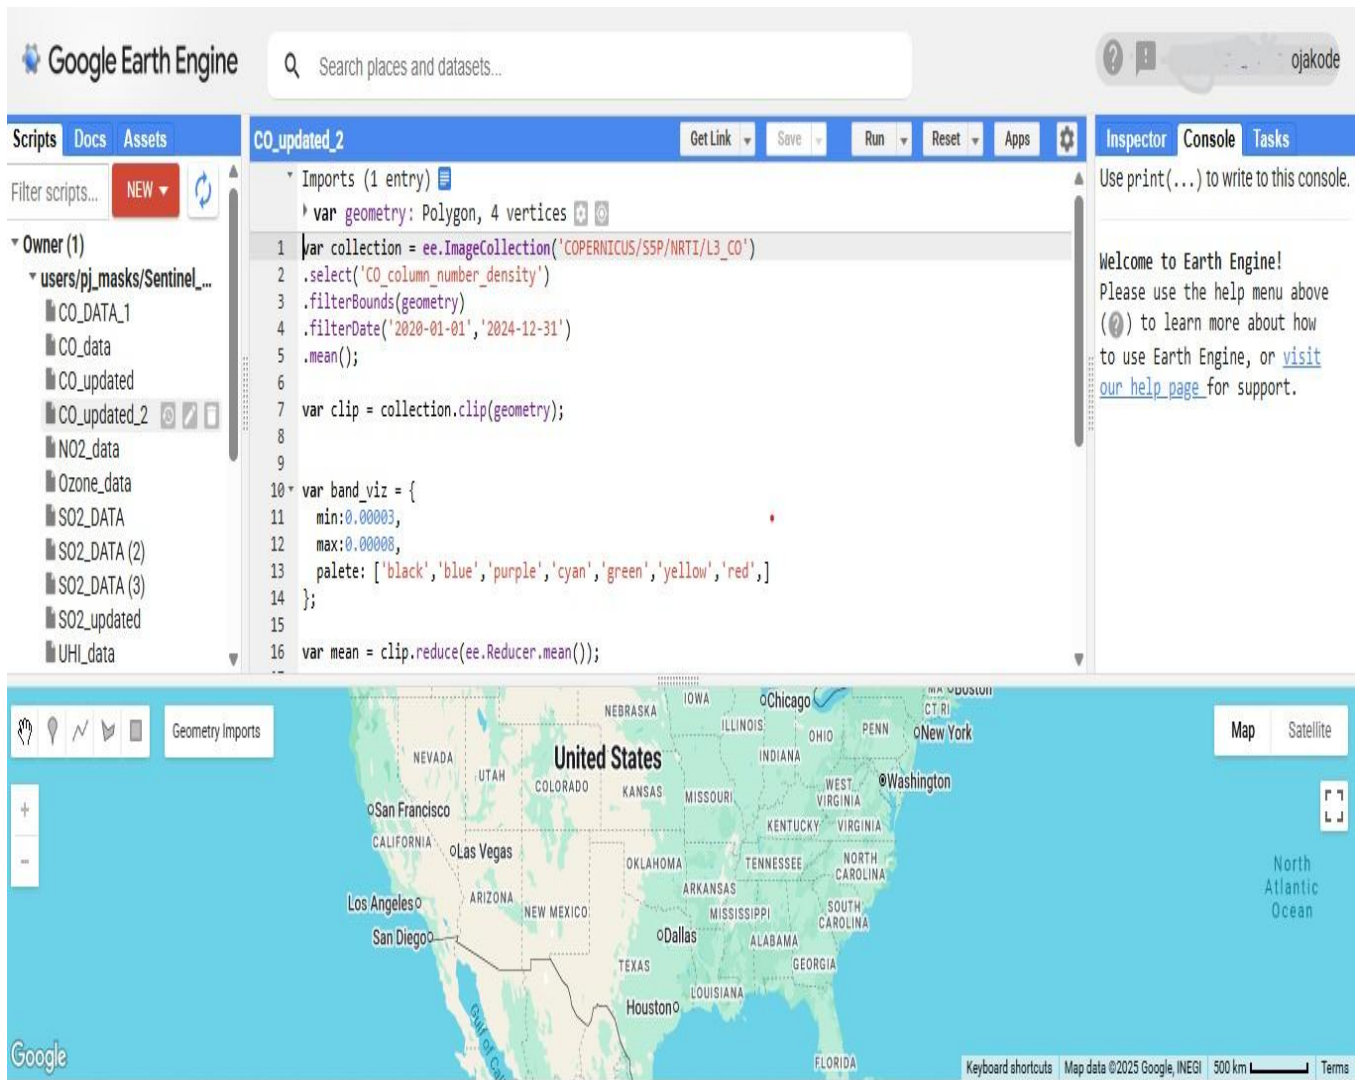 Google Earth Engine
Search places and datasets...
ojakode
Scripts Docs Assets
Filter scripts... NEW
Owner (1)
users/pj_masks/Sentinel_...
CO_DATA_1
CO_data
CO_updated
CO_updated_2
NO2_data
Ozone_data
SO2_DATA
SO2_DATA (2)
SO2_DATA (3)
SO2_updated
UHI_data
CO_updated_2 Get Link Save Run Reset Apps
Imports (1 entry)
var geometry: Polygon, 4 vertices
1 var collection = ee.ImageCollection('COPERNICUS/S5P/NRTI/L3_CO')
2 .select('CO_column_number_density')
3 .filterBounds(geometry)
4 .filterDate('2020-01-01','2024-12-31')
5 .mean();
6
7 var clip = collection.clip(geometry);
8
9
10 var band_viz = {
11 min:0.00003,
12 max:0.00008,
13 palete: ['black','blue','purple','cyan','green','yellow','red',]
14 };
15
16 var mean = clip.reduce(ee.Reducer.mean());
Inspector Console Tasks
Use print(...) to write to this console.
Welcome to Earth Engine!
Please use the help menu above
(?) to learn more about how
to use Earth Engine, or visit
our help page for support.
Geometry Imports
Map Satellite
NEBRASKA
IOWA
Chicago
MA Boston
CT RI
ILLINOIS
OHIO
PENN
New York
NEVADA
UTAH
United States
COLORADO
KANSAS
MISSOURI
INDIANA
WEST
VIRGINIA
Washington
San Francisco
KENTUCKY
VIRGINIA
CALIFORNIA
Las Vegas
OKLAHOMA
TENNESSEE
NORTH
CAROLINA
North
Atlantic
Ocean
Los Angeles
ARIZONA
NEW MEXICO
ARKANSAS
MISSISSIPPI
SOUTH
CAROLINA
San Diego
Dallas
ALABAMA
TEXAS
GEORGIA
LOUISIANA
Houston
Gulf of Cal
FLORIDA
Google
Keyboard shortcuts Map data ©2025 Google, INEGI 500 km Terms